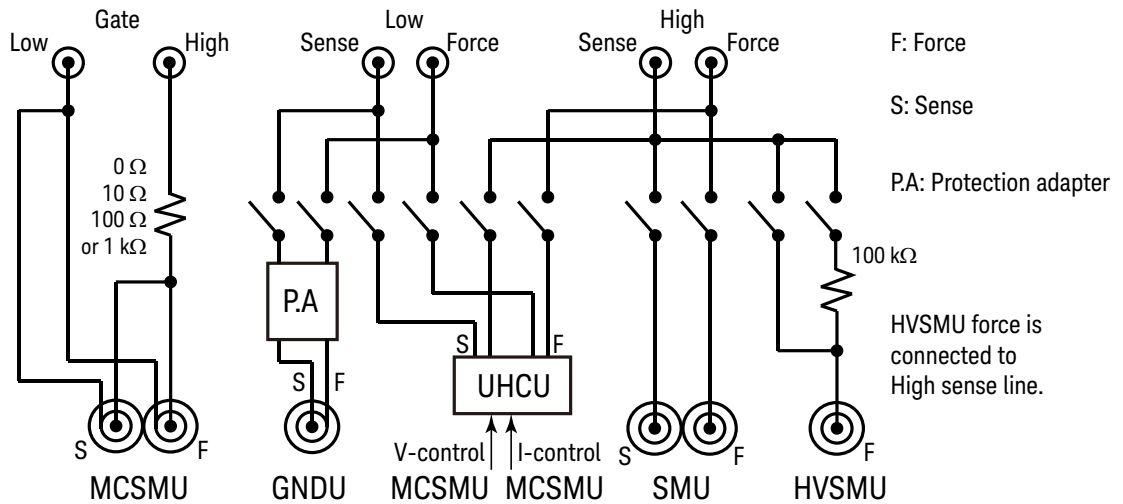 Gate
Low
High
Low
Sense
Force
High
Sense
Force
F: Force
S: Sense
P.A: Protection adapter
0 Ω
10 Ω
100 Ω
or 1 kΩ
100 kΩ
P.A
HVSMU force is
connected to
High sense line.
S
F
UHCU
S
F
S
F
V-control
I-control
S
F
F
MCSMU
GNDU
MCSMU
MCSMU
SMU
HVSMU